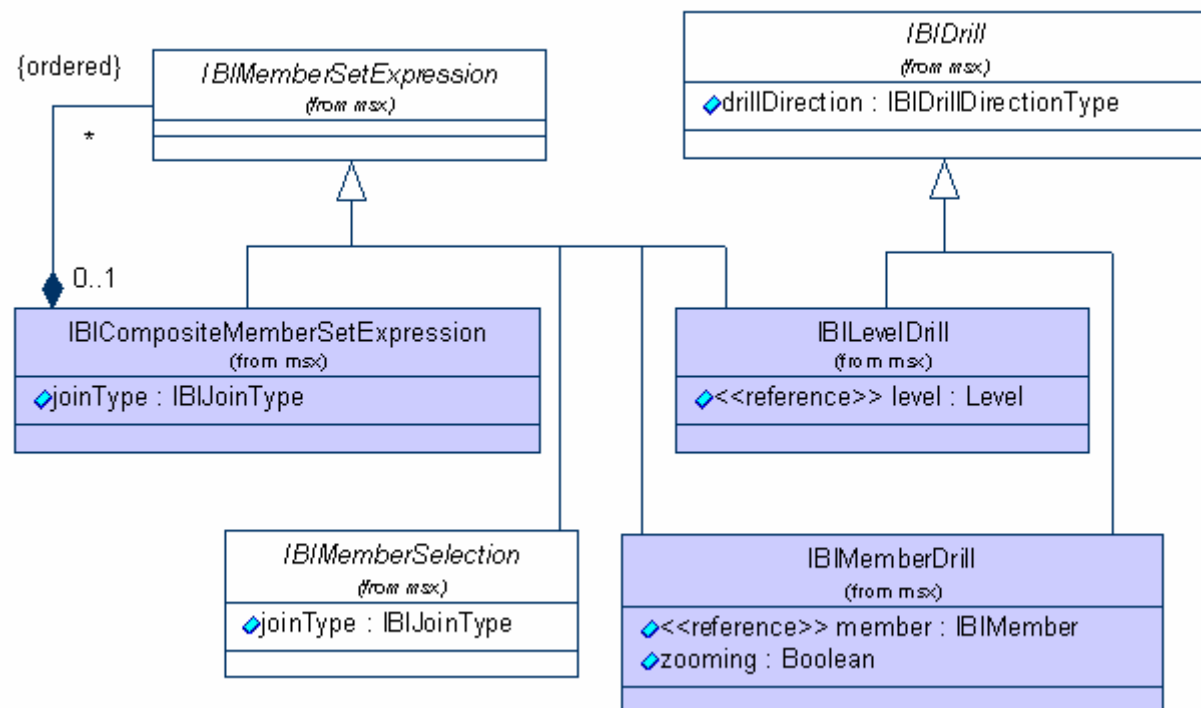 {ordered}
IBIMemberSetExpression
(from msx)
*
0..1
IBIDrill
(from msx)
drillDirection : IBIDrillDirectionType
IBICompositeMemberSetExpression
(from msx)
joinType : IBIJoinType
IBILevelDrill
(from msx)
<<reference>> level : Level
IBIMemberSelection
(from msx)
joinType : IBIJoinType
IBIMemberDrill
(from msx)
<<reference>> member : IBIMember
zooming : Boolean